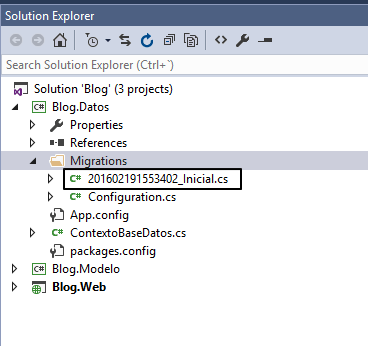 Solution Explorer
Search Solution Explorer (Ctrl+`)
Solution 'Blog' (3 projects)
C# Blog.Datos
Properties
References
Migrations
C# 201602191553402_Inicial.cs
C# Configuration.cs
App.config
C# ContextoBaseDatos.cs
packages.config
C# Blog.Modelo
Blog.Web